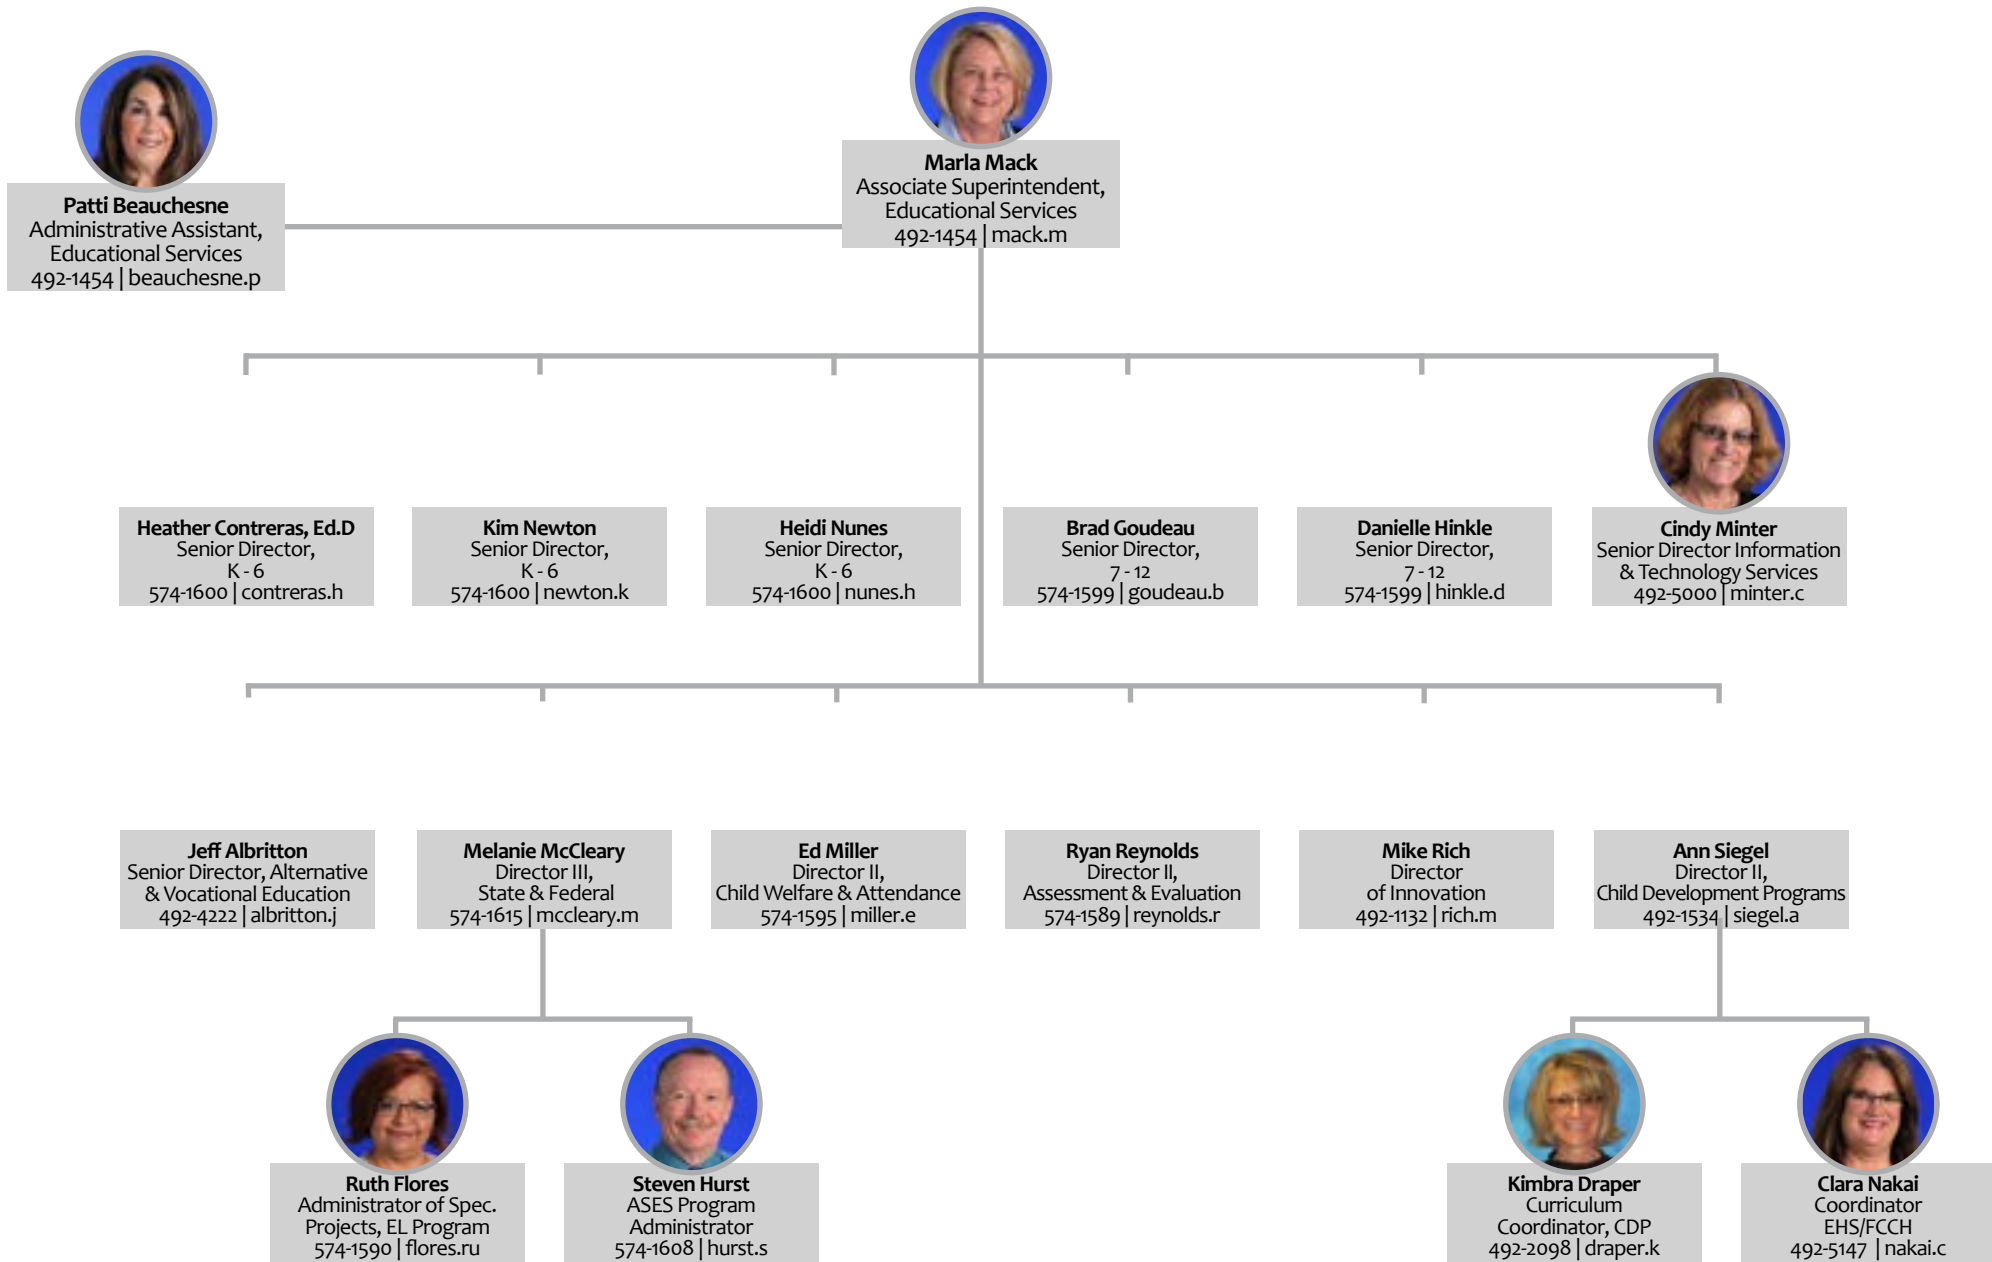 Marla Mack
Associate Superintendent,
Educational Services
492-1454 | mack.m
Patti Beauchesne
Administrative Assistant,
Educational Services
492-1454 | beauchesne.p
Heather Contreras, Ed.D
Senior Director,
K - 6
574-1600 | contreras.h
Kim Newton
Senior Director,
K - 6
574-1600 | newton.k
Heidi Nunes
Senior Director,
K - 6
574-1600 | nunes.h
Brad Goudeau
Senior Director,
7 - 12
574-1599 | goudeau.b
Danielle Hinkle
Senior Director,
7 - 12
574-1599 | hinkle.d
Cindy Minter
Senior Director Information
& Technology Services
492-5000 | minter.c
Jeff Albritton
Senior Director, Alternative
& Vocational Education
492-4222 | albritton.j
Melanie McCleary
Director III,
State & Federal
574-1615 | mccleary.m
Ed Miller
Director II,
Child Welfare & Attendance
574-1595 | miller.e
Ryan Reynolds
Director II,
Assessment & Evaluation
574-1589 | reynolds.r
Mike Rich
Director
of Innovation
492-1132 | rich.m
Ann Siegel
Director II,
Child Development Programs
492-1534 | siegel.a
Ruth Flores
Administrator of Spec.
Projects, EL Program
574-1590 | flores.ru
Steven Hurst
ASES Program
Administrator
574-1608 | hurst.s
Kimbra Draper
Curriculum
Coordinator, CDP
492-2098 | draper.k
Clara Nakai
Coordinator
EHS/FCCH
492-5147 | nakai.c